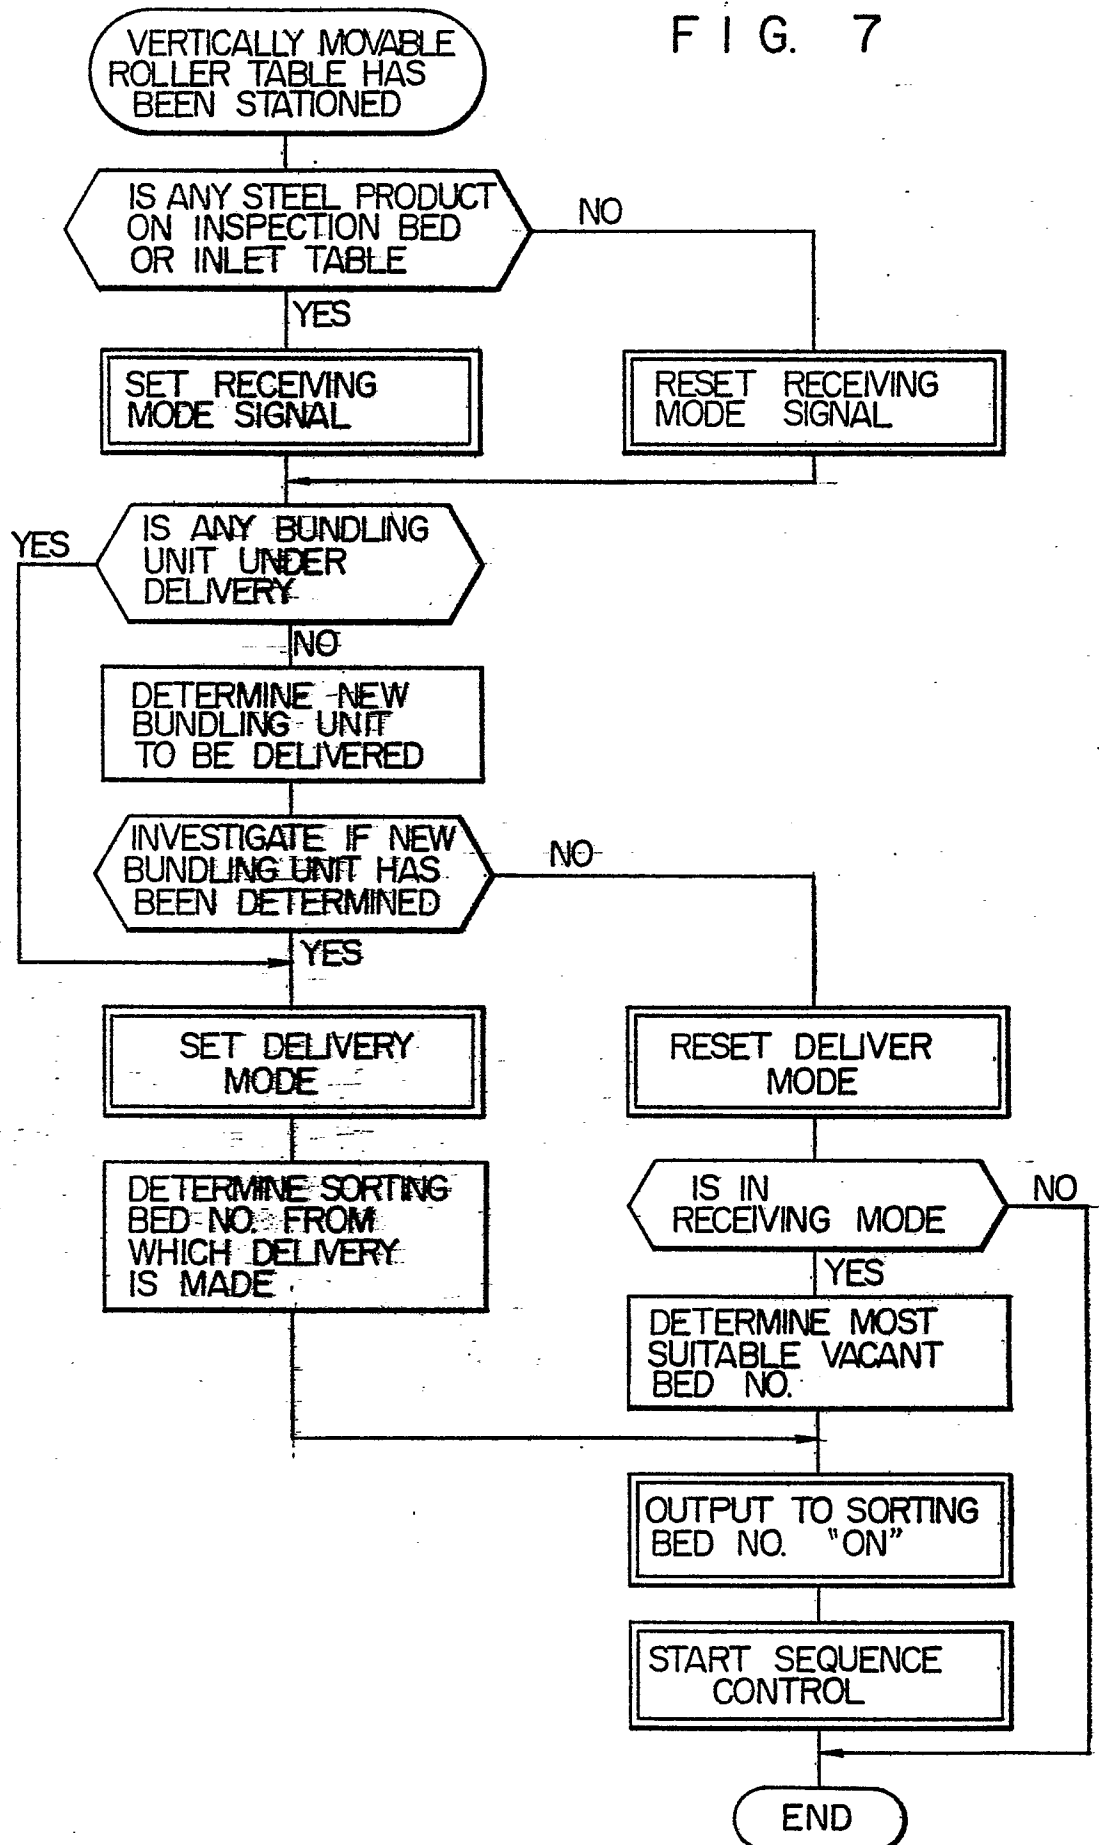 FIG. 7
VERTICALLY MOVABLE
ROLLER TABLE HAS
BEEN STATIONED
IS ANY STEEL PRODUCT
ON INSPECTION BED
OR INLET TABLE
NO
YES
SET RECEIVING
MODE SIGNAL
RESET RECEIVING
MODE SIGNAL
IS ANY BUNDLING
UNIT UNDER
DELIVERY
YES
NO
DETERMINE NEW
BUNDLING UNIT
TO BE DELIVERED
INVESTIGATE IF NEW
BUNDLING UNIT HAS
BEEN DETERMINED
NO
YES
SET DELIVERY
MODE
RESET DELIVER
MODE
DETERMINE SORTING
BED NO. FROM
WHICH DELIVERY
IS MADE
IS IN
RECEIVING MODE
NO
YES
DETERMINE MOST
SUITABLE VACANT
BED NO.
OUTPUT TO SORTING
BED NO. "ON"
START SEQUENCE
CONTROL
END